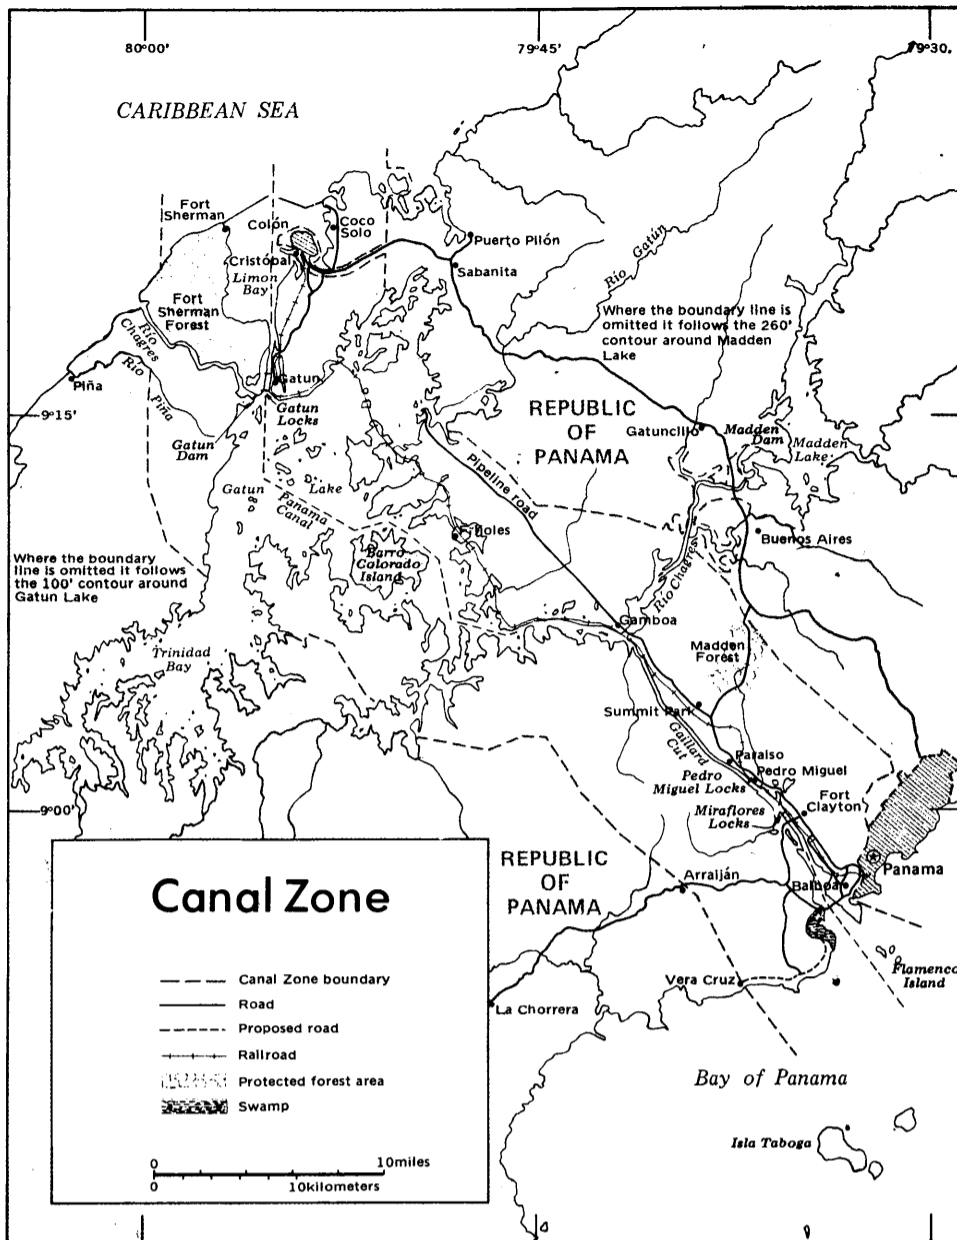 80°00'
79°45'
79°30.
CARIBBEAN SEA
Fort
Sherman
Colón
Coco
Solo
Cristóbal
Puerto Pilón
Limon
Bay
Sabanita
Rio Gatún
Fort
Sherman
Forest
Where the boundary line is
omitted it follows the 260'
contour around Madden
Lake
Rio
Chagres
Rio
Piña
Piña
Gatun
9°15'
Gatun
Locks
REPUBLIC
OF
PANAMA
Gatuncillo
Madden
Dam
Madden
Lake
Gatun
Dam
Pipeline road
Gatun
Lake
Panama
Canal
Buenos Aires
Where the boundary
line is omitted it follows
the 100' contour around
Gatun Lake
Barro
Colorado
Island
Rio Chagres
Gamboa
Trinidad
Bay
Madden
Forest
Summit Park
Gaillard
Cut
Paraiso
Pedro Miguel
Pedro
Miguel Locks
Fort
Clayton
Miraflores
Locks
9°00'
REPUBLIC
OF
PANAMA
Arraiján
Balboa
Panama
Flamenco
Island
Vera Cruz
La Chorrera
Bay of Panama
Isla Taboga
Canal Zone
Canal Zone boundary
Road
Proposed road
Railroad
Protected forest area
Swamp
0 10miles
0 10kilometers